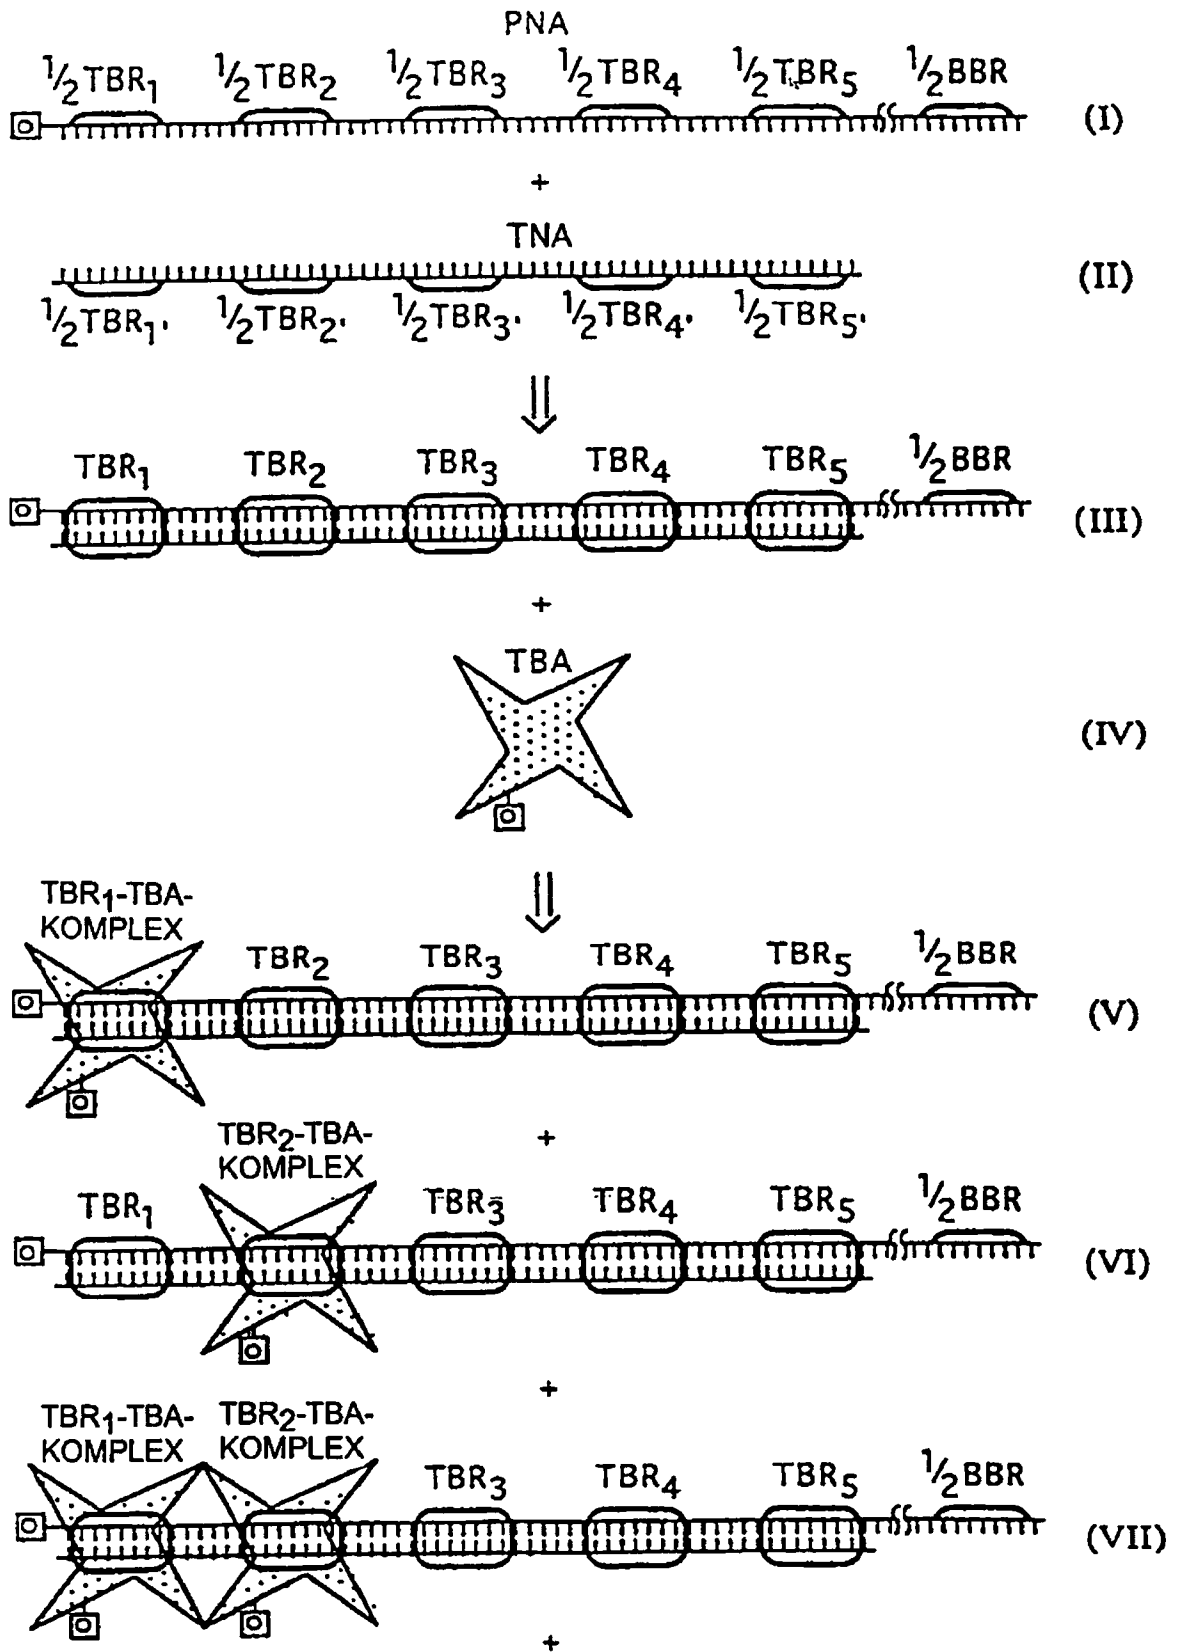 PNA
1/2TBR1 1/2TBR2 1/2TBR3 1/2TBR4 1/2TBR5 1/2BBR
(I)
+
TNA
(II)
1/2TBR1' 1/2TBR2' 1/2TBR3' 1/2TBR4' 1/2TBR5'
TBR1 TBR2 TBR3 TBR4 TBR5 1/2BBR
(III)
+
TBA
(IV)
TBR1-TBA-
KOMPLEX
TBR2 TBR3 TBR4 TBR5 1/2BBR
(V)
+
TBR2-TBA-
KOMPLEX
TBR1 TBR3 TBR4 TBR5 1/2BBR
(VI)
+
TBR1-TBA-
KOMPLEX
TBR2-TBA-
KOMPLEX
TBR3 TBR4 TBR5 1/2BBR
(VII)
+